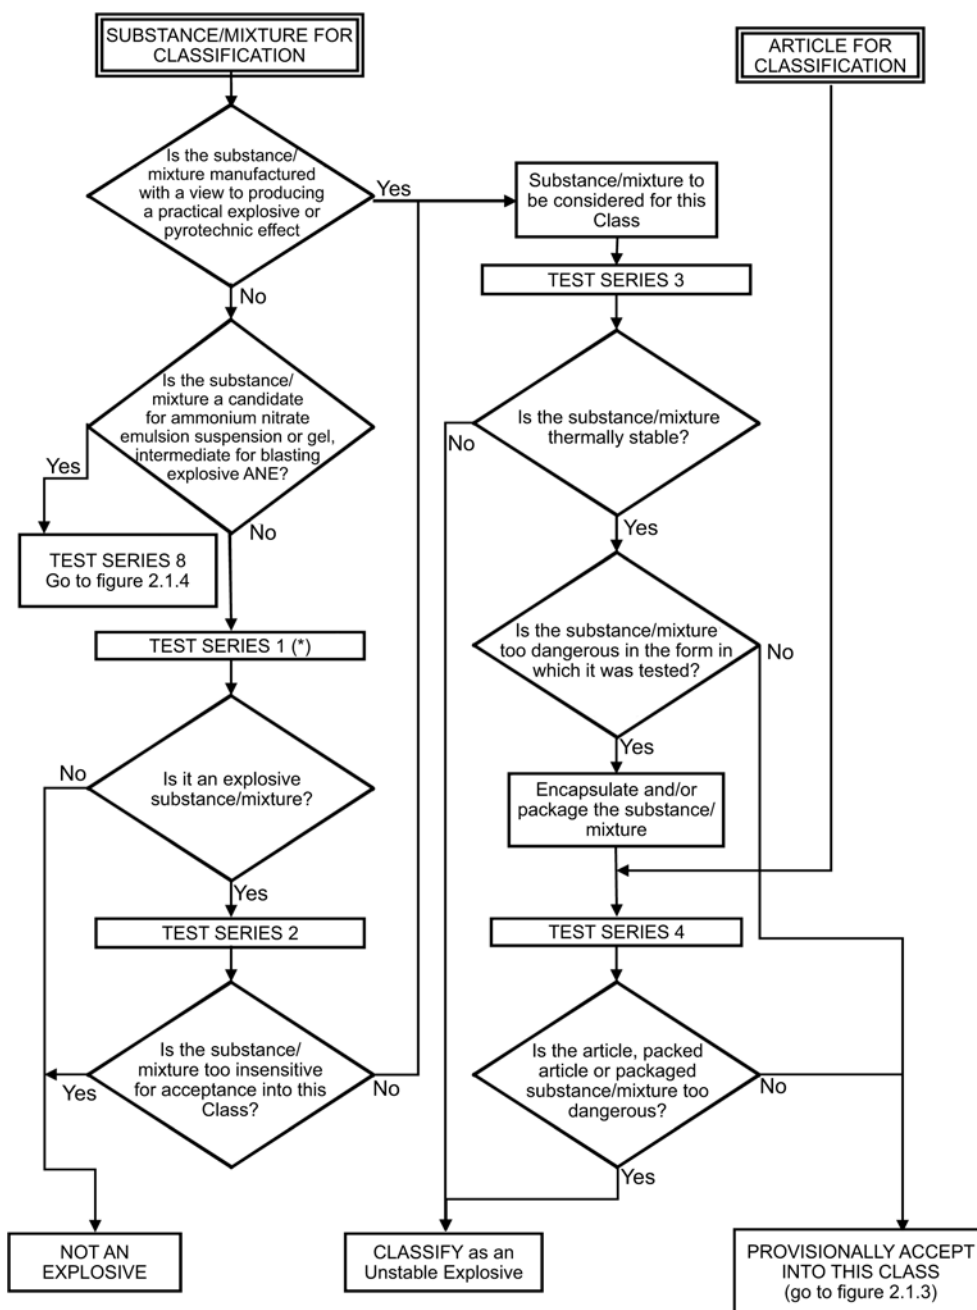 SUBSTANCE/MIXTURE FOR
CLASSIFICATION
ARTICLE FOR
CLASSIFICATION
Is the substance/
mixture manufactured
with a view to producing
a practical explosive or
pyrotechnic effect
Yes
No
Substance/mixture to
be considered for this
Class
TEST SERIES 3
Is the substance/
mixture a candidate
for ammonium nitrate
emulsion suspension or gel,
intermediate for blasting
explosive ANE?
Yes
No
Is the substance/mixture
thermally stable?
No
Yes
TEST SERIES 8
Go to figure 2.1.4
TEST SERIES 1 (*)
Is the substance/mixture
too dangerous in the form in
which it was tested?
No
Yes
Is it an explosive
substance/mixture?
No
Yes
Encapsulate and/or
package the substance/
mixture
TEST SERIES 2
TEST SERIES 4
Is the substance/
mixture too insensitive
for acceptance into this
Class?
Yes
No
Is the article, packed
article or packaged
substance/mixture too
dangerous?
No
Yes
NOT AN
EXPLOSIVE
CLASSIFY as an
Unstable Explosive
PROVISIONALLY ACCEPT
INTO THIS CLASS
(go to figure 2.1.3)